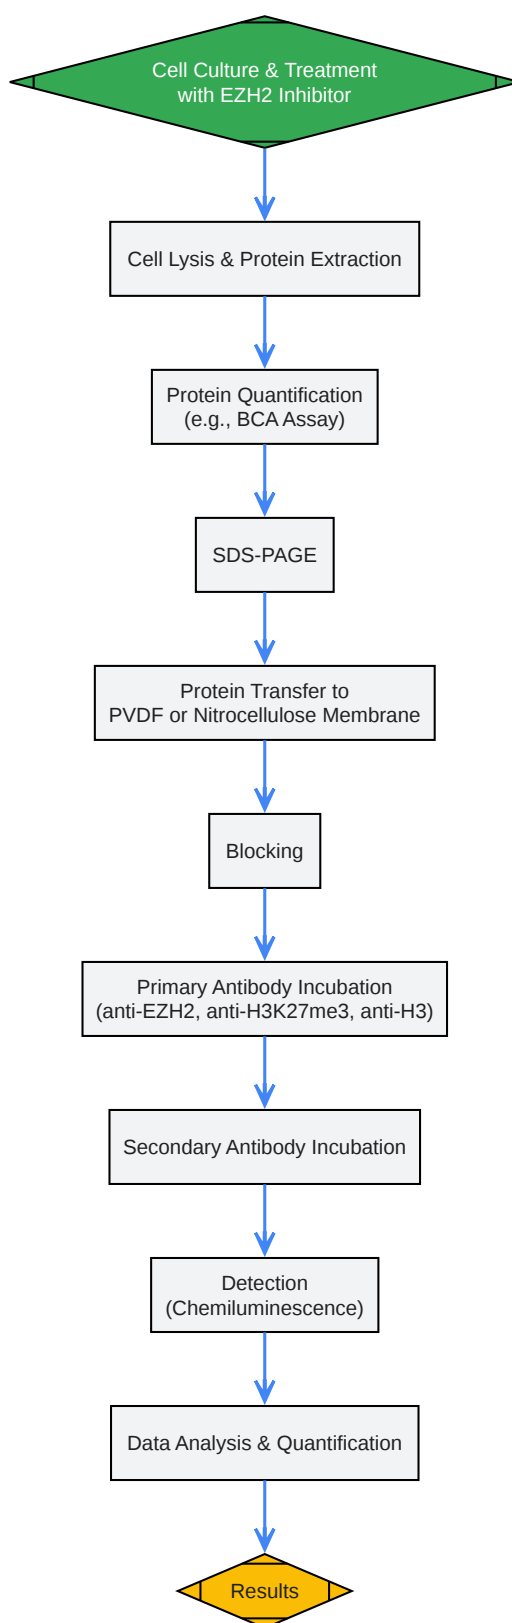 Cell Culture & Treatment
with EZH2 Inhibitor
Cell Lysis & Protein Extraction
Protein Quantification
(e.g., BCA Assay)
SDS-PAGE
Protein Transfer to
PVDF or Nitrocellulose Membrane
Blocking
Primary Antibody Incubation
(anti-EZH2, anti-H3K27me3, anti-H3)
Secondary Antibody Incubation
Detection
(Chemiluminescence)
Data Analysis & Quantification
Results